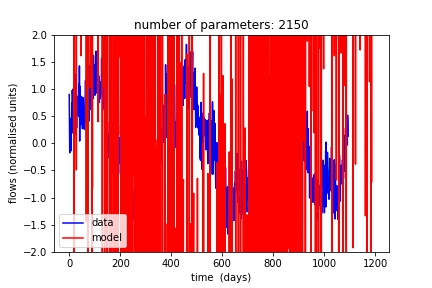 number of parameters: 2150
flows (normalised units)
2.0
1.5
1.0
0.5
0.0
−0.5
−1.0
−1.5
−2.0
data
model
0 200 400 600 800 1000 1200
time (days)